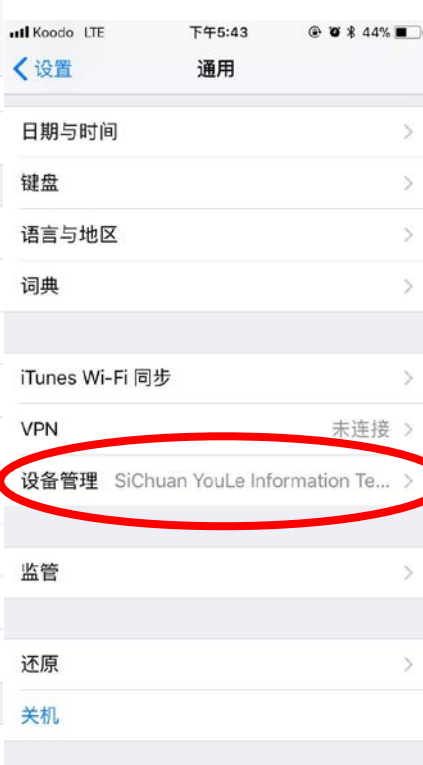 Koodo LTE 下午5:43 44%
设置 通用
日期与时间
键盘
语言与地区
词典
iTunes Wi-Fi 同步
VPN 未连接
设备管理 SiChuan YouLe Information Te...
监管
还原
关机